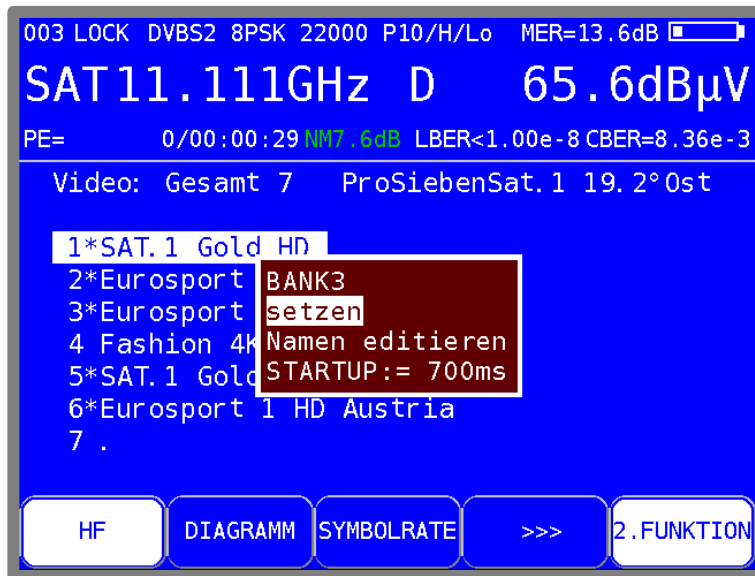 003 LOCK DVBS2 8PSK 22000 P10/H/Lo MER=13.6dB
SAT11.111GHz D 65.6dBµV
PE= 0/00:00:29 NM7.6dB LBER<1.00e-8 CBER=8.36e-3
Video: Gesamt 7 ProSiebenSat.1 19.2°Ost
1*SAT.1 Gold HD
2*Eurosport
3*Eurosport
4 Fashion 4K
5*SAT.1 Gold
6*Eurosport 1 HD Austria
7 .
BANK3
setzen
Namen editieren
STARTUP:= 700ms
HF DIAGRAMM SYMBOLRATE >>> 2.FUNKTION